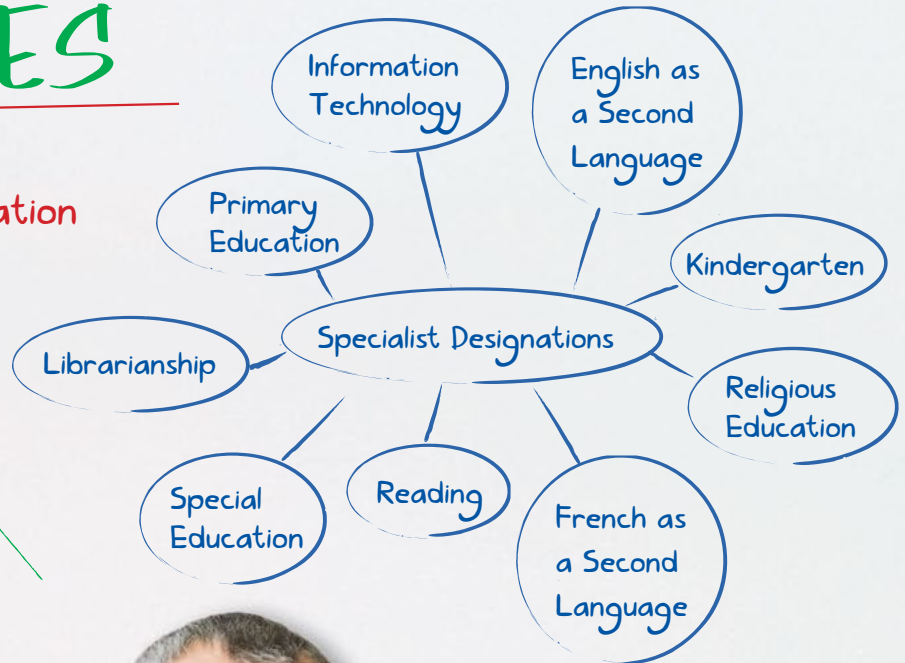 ES
Information
Technology
English as
a Second
Language
ation
Primary
Education
Kindergarten
Specialist Designations
Librarianship
Religious
Education
Special
Education
Reading
French as
a Second
Language